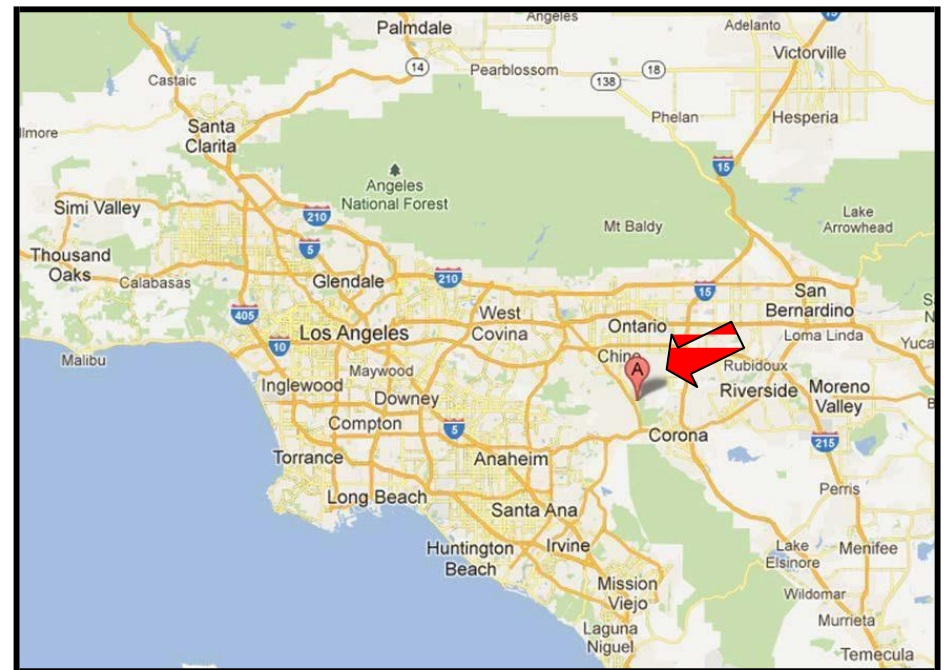 Palmdale
Angeles
Adelanto
15
Victorville
14
Pearblossom
138
18
Castaic
Phelan
Hesperia
Santa
Clarita
lmore
15
Angeles
National Forest
Simi Valley
210
Mt Baldy
Lake
Arrowhead
Thousand
Oaks
5
Calabasas
Glendale
210
15
San
Bernardino
405
West
Covina
Ontario
Los Angeles
Loma Linda
Yuca
10
Malibu
Maywood
Chino
A
Rubidoux
Inglewood
Downey
Riverside
Moreno
Valley
B
Compton
5
Corona
215
Torrance
Anaheim
Long Beach
Perris
Santa Ana
Huntington
Beach
Irvine
Lake
Elsinore
Menifee
Mission
Viejo
Wildomar
Laguna
Niguel
Murrieta
Temecula